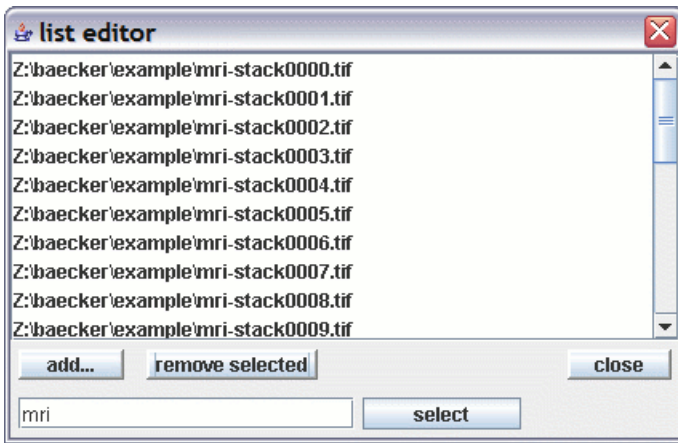 list editor
Z:\baecker\example\mri-stack0000.tif
Z:\baecker\example\mri-stack0001.tif
Z:\baecker\example\mri-stack0002.tif
Z:\baecker\example\mri-stack0003.tif
Z:\baecker\example\mri-stack0004.tif
Z:\baecker\example\mri-stack0005.tif
Z:\baecker\example\mri-stack0006.tif
Z:\baecker\example\mri-stack0007.tif
Z:\baecker\example\mri-stack0008.tif
Z:\baecker\example\mri-stack0009.tif
add... remove selected close
mri select